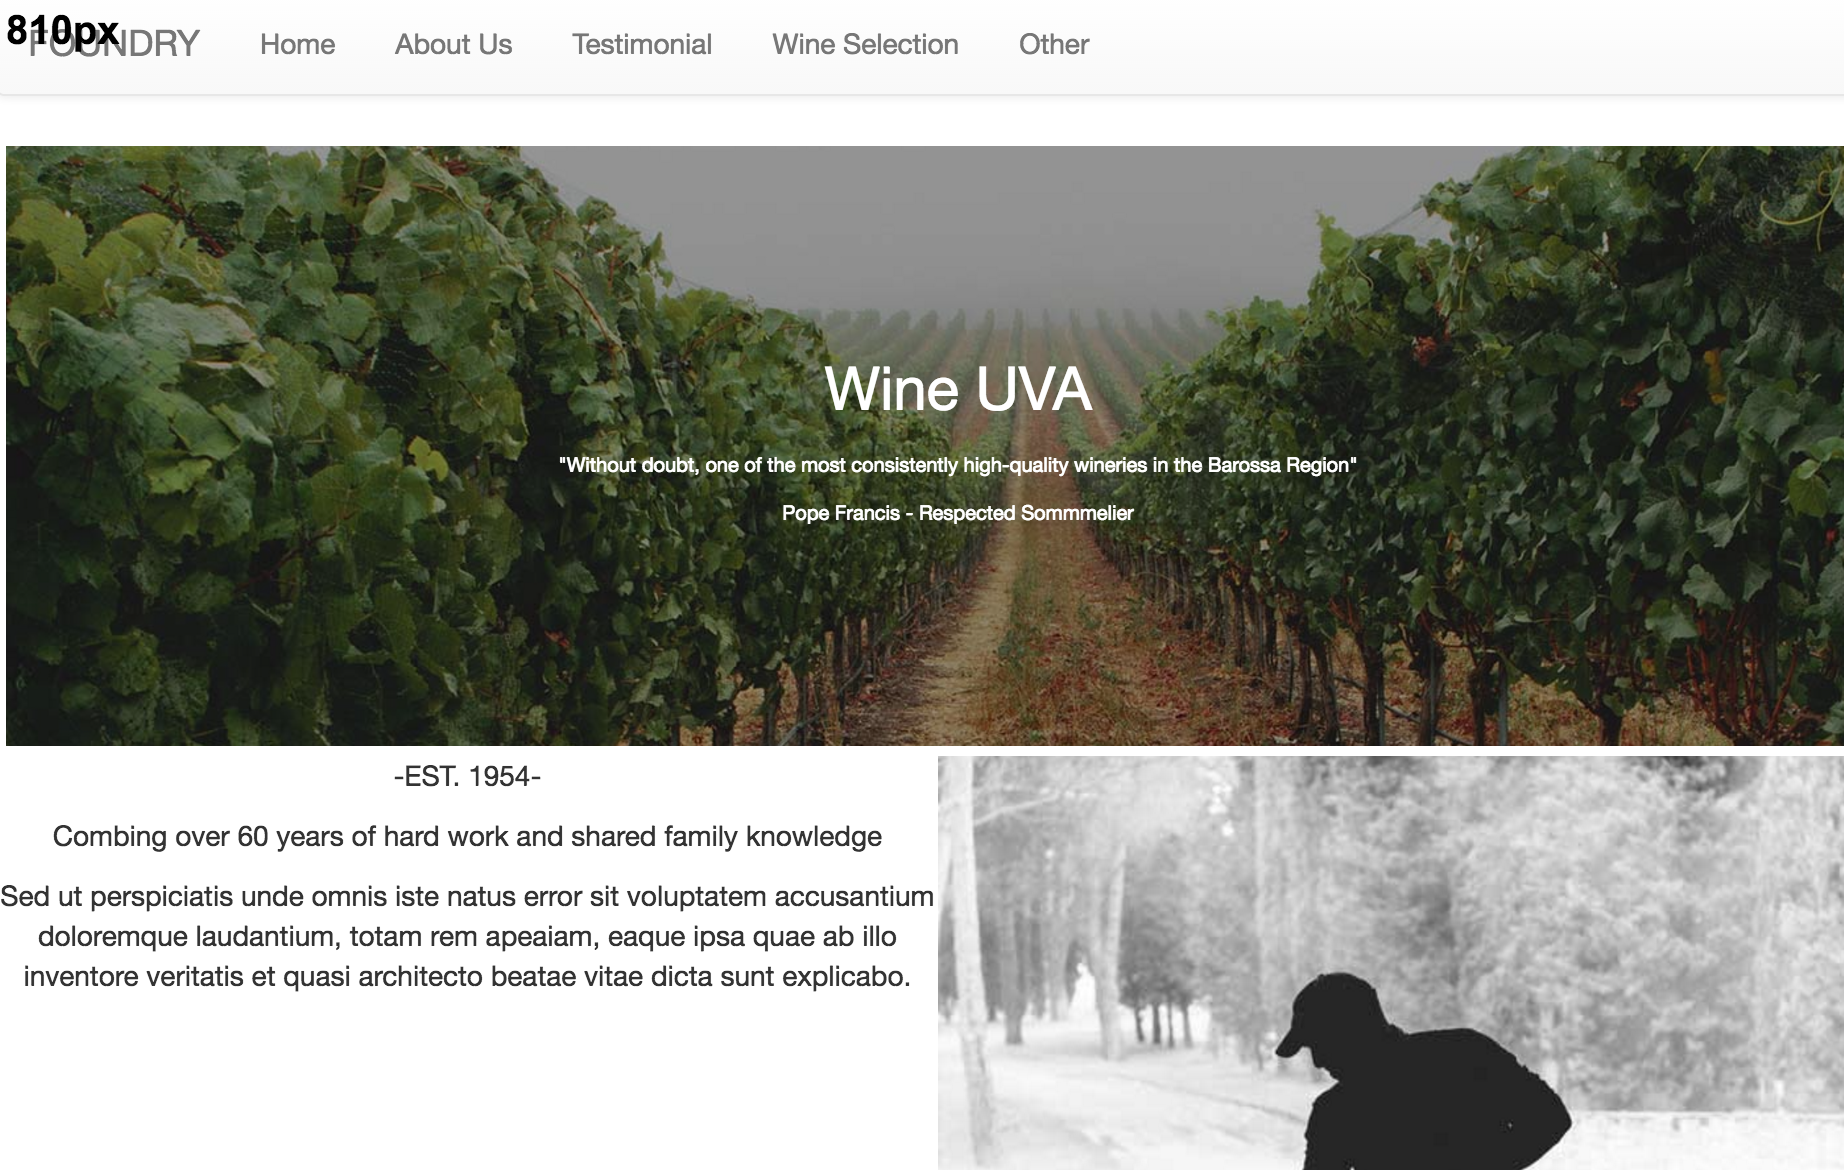 810px
FOUNDRY Home About Us Testimonial Wine Selection Other
Wine UVA
"Without doubt, one of the most consistently high-quality wineries in the Barossa Region"
Pope Francis - Respected Sommmelier
-EST. 1954-
Combing over 60 years of hard work and shared family knowledge
Sed ut perspiciatis unde omnis iste natus error sit voluptatem accusantium
doloremque laudantium, totam rem apeaiam, eaque ipsa quae ab illo
inventore veritatis et quasi architecto beatae vitae dicta sunt explicabo.